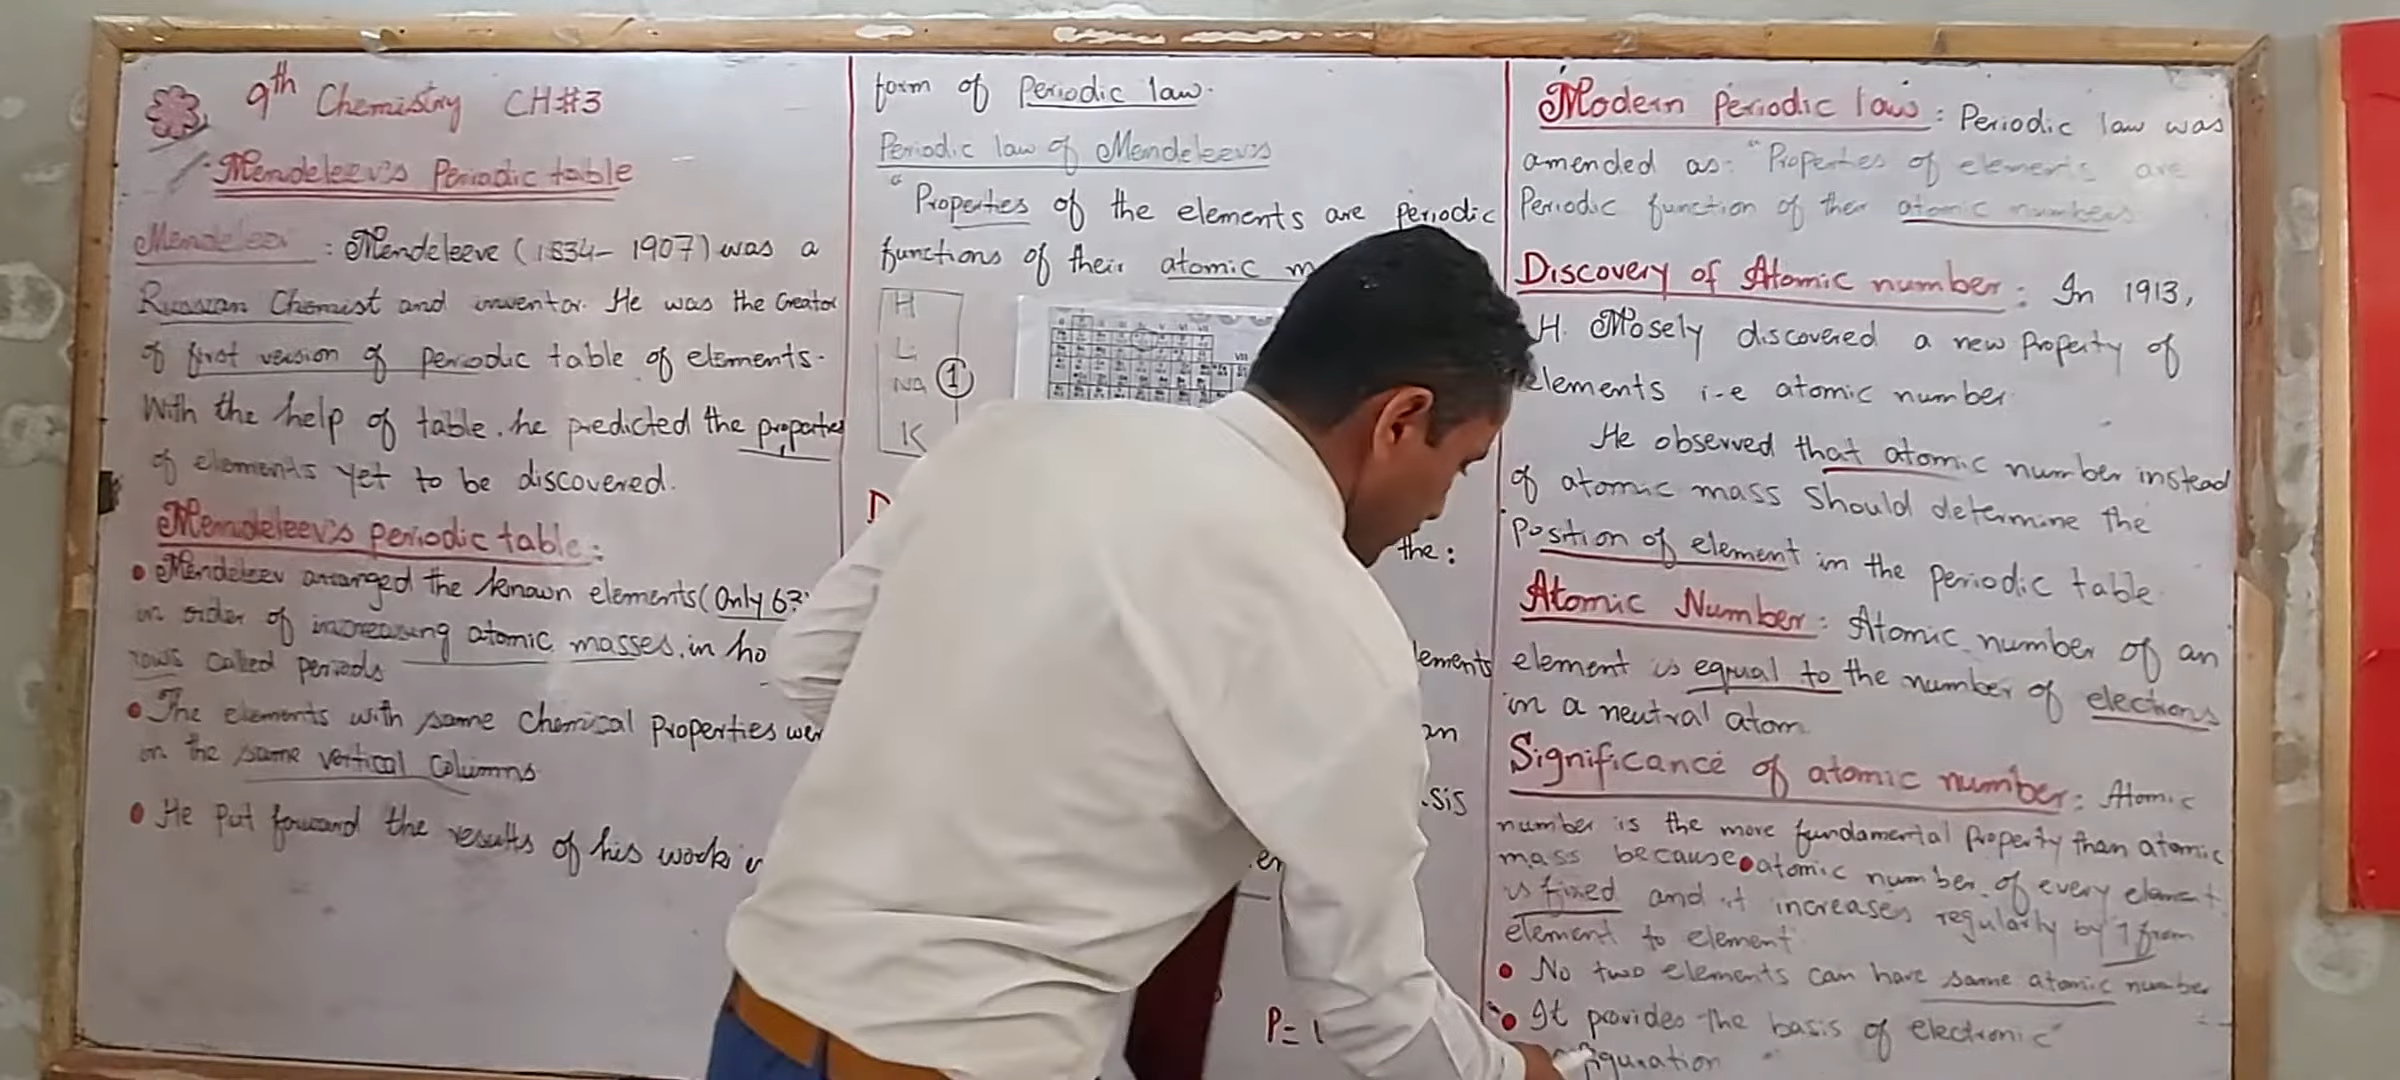 9th Chemistry CH#3
Mendeleev's Periodic table
Mendeleev : Mendeleeve (1834- 1907) was a
Russian Chemist and inventor. He was the Creator
of first version of periodic table of elements.
With the help of table, he predicted the properties
of elements yet to be discovered.
Mendeleev's periodic table:
• Mendeleev arranged the known elements (Only 63
in order of increasing atomic masses, in ho
rows called periods
• The elements with same Chemical Properties wer
in the same vertical Columns
• He put forward the results of his work
form of Periodic law.
Periodic law of Mendeleev's
"Properties of the elements are periodic
functions of their atomic m
H
Li
Na
K
1
VII
D
the:
lements
an
sis
P= 1
Modern Periodic law: Periodic law was
amended as: "Properties of elements are
Periodic function of their atomic numbers
Discovery of Atomic number: In 1913,
H. Mosely discovered a new Property of
elements i-e atomic number
He observed that atomic number instead
of atomic mass should determine the
Position of element in the periodic table
Atomic Number: Atomic number of an
element is equal to the number of electrons
in a neutral atom.
Significance of atomic number: Atomic
number is the more fundamental Property than atomic
mass because • atomic number of every element
is fixed and it increases regularly by 1 from
element to element
• No two elements can have same atomic number
• It provides the basis of electronic
guration